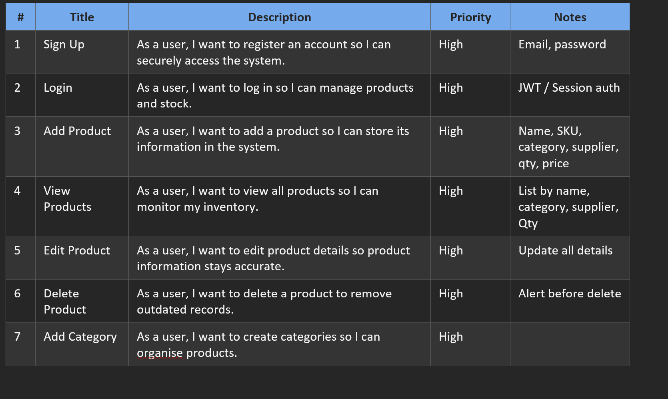 # Title Description Priority Notes
1 Sign Up As a user, I want to register an account so I can High Email, password
securely access the system.
2 Login As a user, I want to log in so I can manage products High JWT / Session auth
and stock.
3 Add Product As a user, I want to add a product so I can store its High Name, SKU,
information in the system. category, supplier,
qty, price
4 View As a user, I want to view all products so I can High List by name,
Products monitor my inventory. category, supplier,
Qty
5 Edit Product As a user, I want to edit product details so product High Update all details
information stays accurate.
6 Delete As a user, I want to delete a product to remove High Alert before delete
Product outdated records.
7 Add Category As a user, I want to create categories so I can High
organise products.